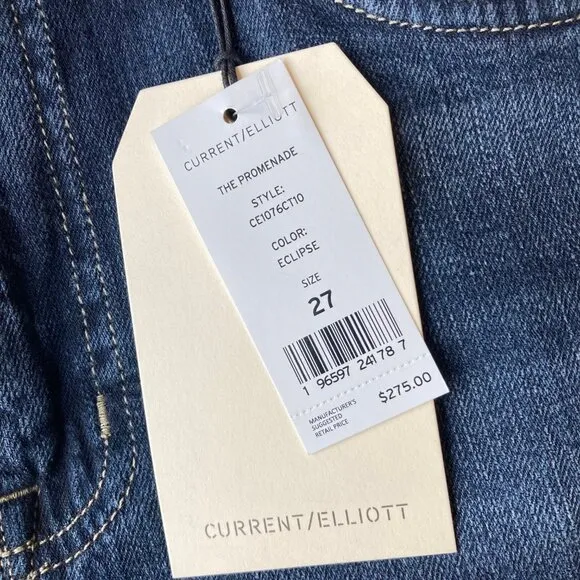 CURRENT/ELLIOTT
THE PROMENADE
STYLE:
CE1076CT10
COLOR:
ECLIPSE
SIZE
27
1 96597 24178 7
MANUFACTURER'S
SUGGESTED
RETAIL PRICE
$275.00
CURRENT/ELLIOTT